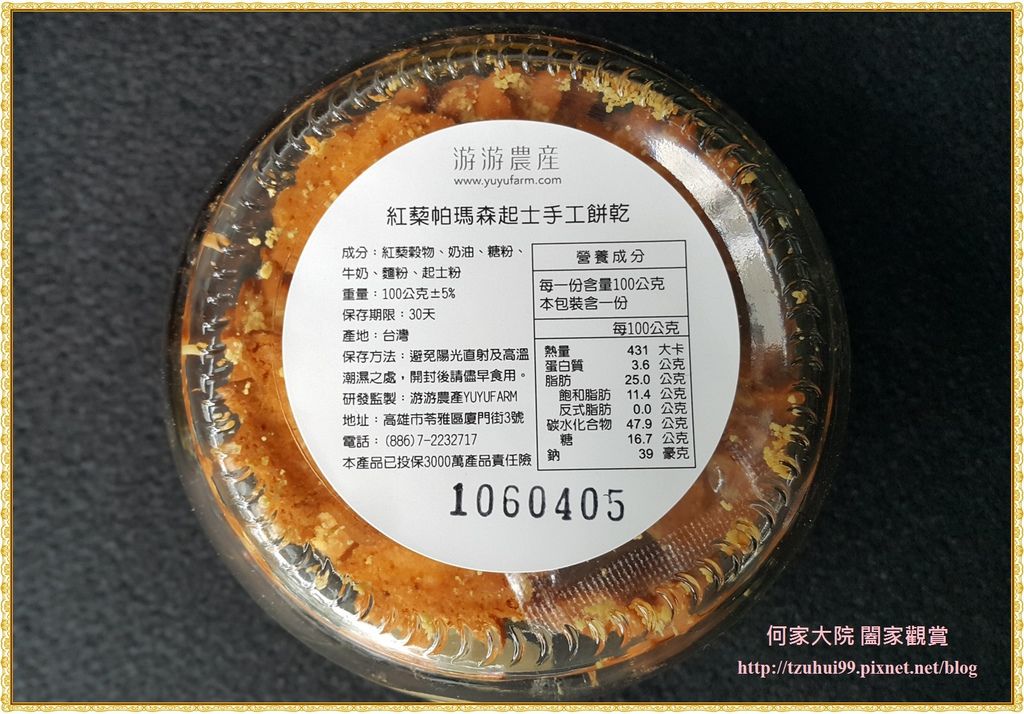 游游農産
www.yuyufarm.com
紅藜帕瑪森起士手工餅乾
成分：紅藜穀物、奶油、糖粉、
牛奶、麵粉、起士粉
重量：100公克±5%
保存期限：30天
產地：台灣
保存方法：避免陽光直射及高溫
潮濕之處，開封後請儘早食用。
研發監製：游游農產YUYUFARM
地址：高雄市苓雅區廈門街3號
電話：(886)7-2232717
本產品已投保3000萬產品責任險
營養成分
每一份含量100公克
本包裝含一份
每100公克
熱量 431 大卡
蛋白質 3.6 公克
脂肪 25.0 公克
飽和脂肪 11.4 公克
反式脂肪 0.0 公克
碳水化合物 47.9 公克
糖 16.7 公克
鈉 39 豪克
1060405
何家大院 闔家觀賞
http://tzuhui99.pixnet.net/blog